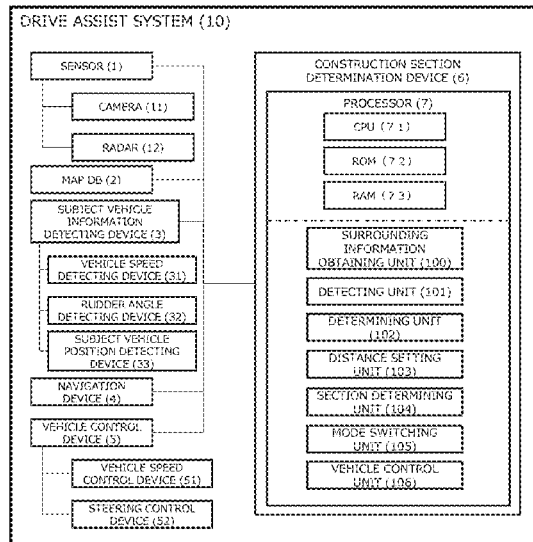 DRIVE ASSIST SYSTEM (10)
SENSOR (1)
CAMERA (11)
RADAR (12)
MAP DB (2)
SUBJECT VEHICLE
INFORMATION
DETECTING DEVICE (3)
VEHICLE SPEED
DETECTING DEVICE (31)
RUDDER ANGLE
DETECTING DEVICE (32)
SUBJECT VEHICLE
POSITION DETECTING
DEVICE (33)
NAVIGATION
DEVICE (4)
VEHICLE CONTROL
DEVICE (5)
VEHICLE SPEED
CONTROL DEVICE (51)
STEERING CONTROL
DEVICE (52)
CONSTRUCTION SECTION
DETERMINATION DEVICE (6)
PROCESSOR (7)
CPU (71)
ROM (72)
RAM (73)
SURROUNDING
INFORMATION
OBTAINING UNIT (100)
DETECTING UNIT (101)
DETERMINING UNIT
(102)
DISTANCE SETTING
UNIT (103)
SECTION DETERMINING
UNIT (104)
MODE SWITCHING
UNIT (105)
VEHICLE CONTROL
UNIT (106)